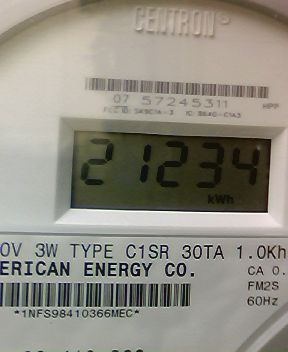 CENTRON®
07 57245311 HPP
FCC ID: SK9C1A-3 IC: 864G-C1A3
21234
kWh
0V 3W TYPE C1SR 30TA 1.0Kh
ERICAN ENERGY CO. CA 0.
FM2S
60Hz
*1NFS98410366MEC*